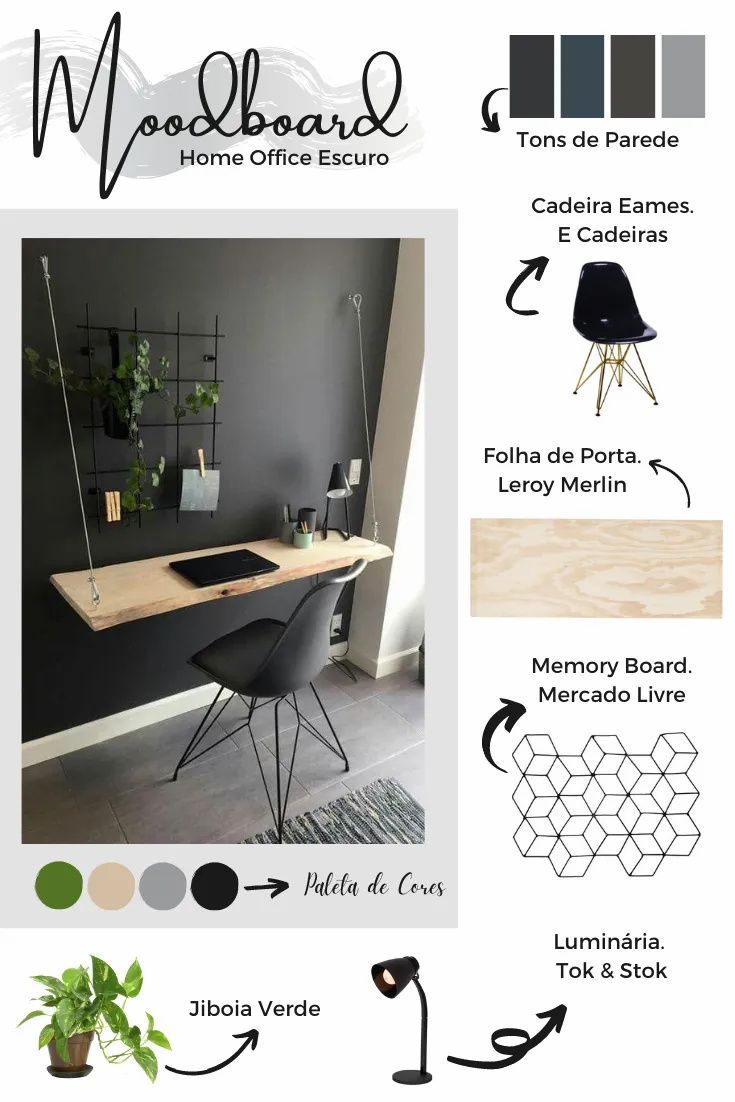 Moodboard
Home Office Escuro
Tons de Parede
Cadeira Eames.
E Cadeiras
Folha de Porta.
Leroy Merlin
Memory Board.
Mercado Livre
Paleta de Cores
Jiboia Verde
Luminária.
Tok & Stok